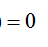 ) = 0